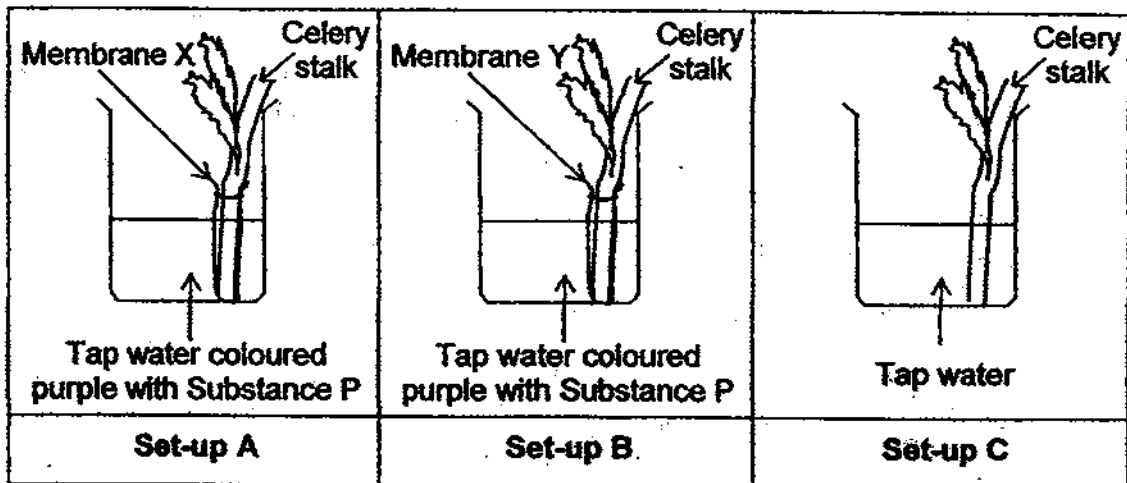 Membrane X
Celery
stalk
Tap water coloured
purple with Substance P
Set-up A
Membrane Y
Celery
stalk
Tap water coloured
purple with Substance P
Set-up B
Celery
stalk
Tap water
Set-up C